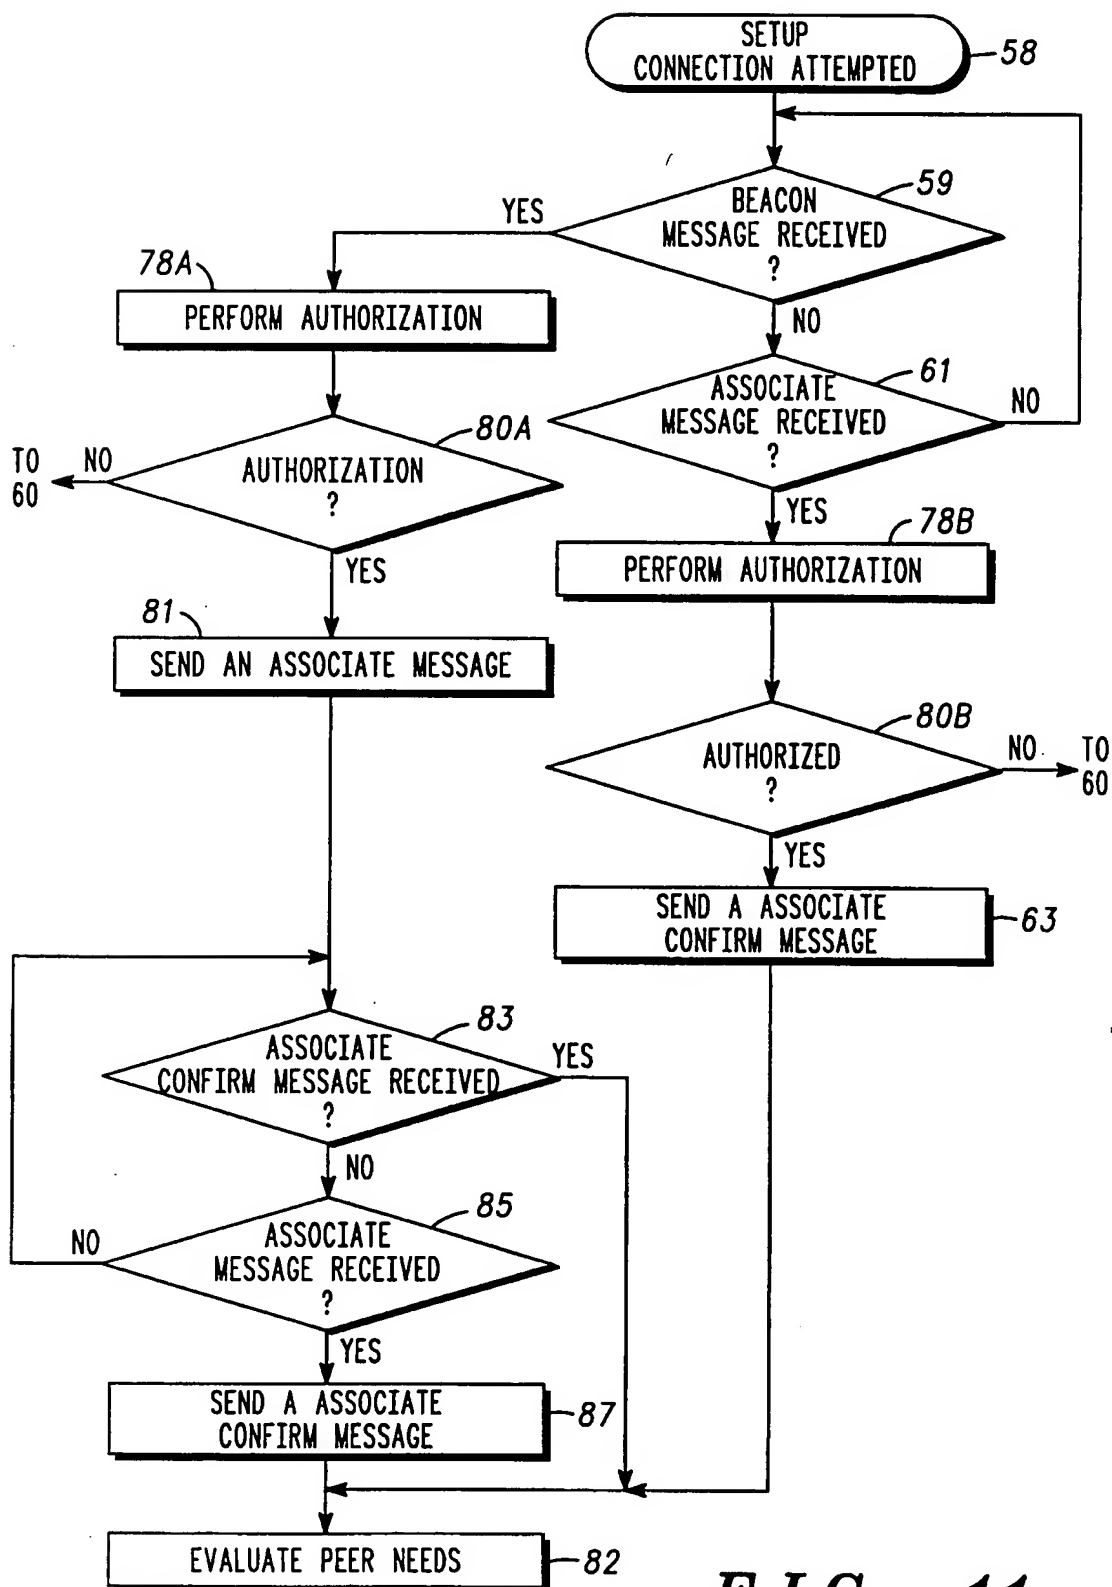 SETUP
CONNECTION ATTEMPTED
58
59
BEACON
MESSAGE RECEIVED
?
YES
NO
78A
PERFORM AUTHORIZATION
61
ASSOCIATE
MESSAGE RECEIVED
?
NO
YES
80A
AUTHORIZATION
?
NO
TO
60
YES
78B
PERFORM AUTHORIZATION
81
SEND AN ASSOCIATE MESSAGE
80B
AUTHORIZED
?
NO
TO
60
YES
SEND A ASSOCIATE
CONFIRM MESSAGE
63
83
ASSOCIATE
CONFIRM MESSAGE RECEIVED
?
YES
NO
85
ASSOCIATE
MESSAGE RECEIVED
?
NO
YES
SEND A ASSOCIATE
CONFIRM MESSAGE
87
EVALUATE PEER NEEDS
82
FIG. 11